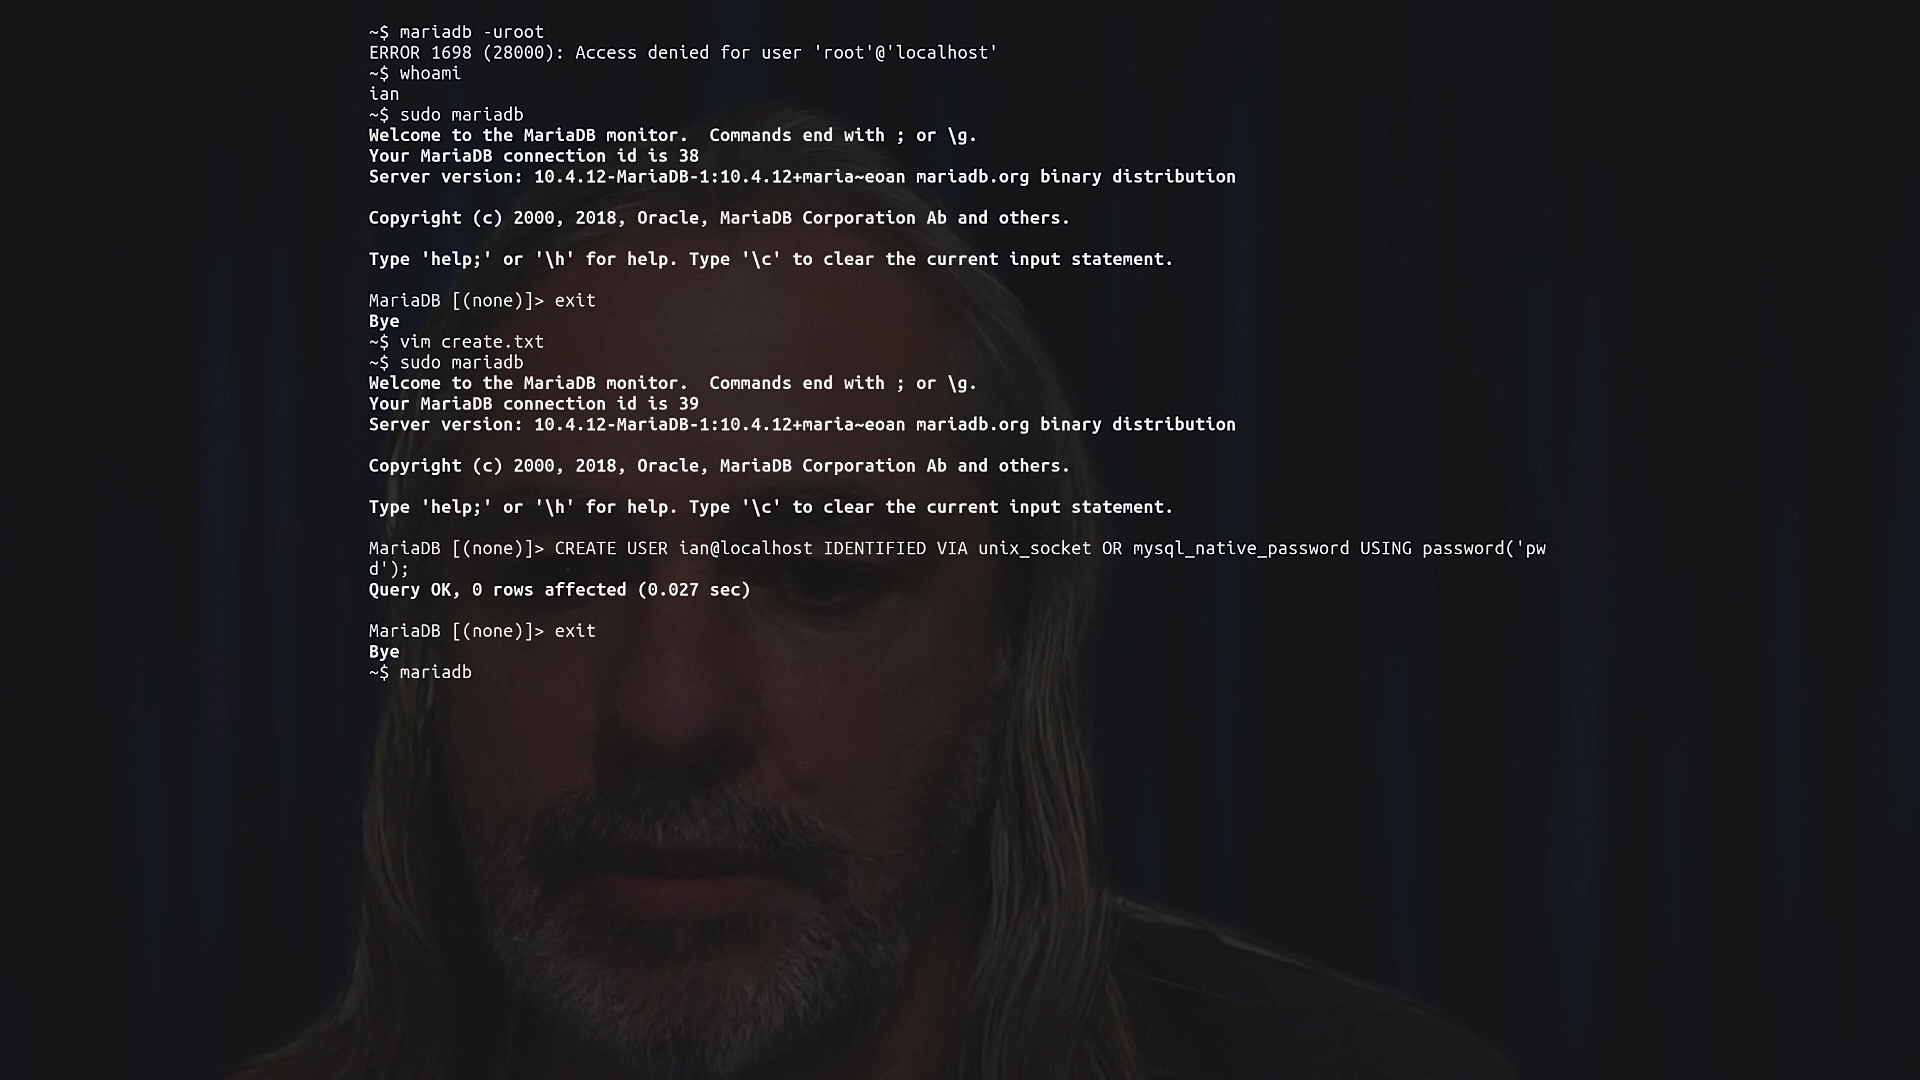 ~$ mariadb -uroot
ERROR 1698 (28000): Access denied for user 'root'@'localhost'
~$ whoami
ian
~$ sudo mariadb
Welcome to the MariaDB monitor.  Commands end with ; or \g.
Your MariaDB connection id is 38
Server version: 10.4.12-MariaDB-1:10.4.12+maria~eoan mariadb.org binary distribution
Copyright (c) 2000, 2018, Oracle, MariaDB Corporation Ab and others.
Type 'help;' or '\h' for help. Type '\c' to clear the current input statement.
MariaDB [(none)]> exit
Bye
~$ vim create.txt
~$ sudo mariadb
Welcome to the MariaDB monitor.  Commands end with ; or \g.
Your MariaDB connection id is 39
Server version: 10.4.12-MariaDB-1:10.4.12+maria~eoan mariadb.org binary distribution
Copyright (c) 2000, 2018, Oracle, MariaDB Corporation Ab and others.
Type 'help;' or '\h' for help. Type '\c' to clear the current input statement.
MariaDB [(none)]> CREATE USER ian@localhost IDENTIFIED VIA unix_socket OR mysql_native_password USING password('pw
d');
Query OK, 0 rows affected (0.027 sec)
MariaDB [(none)]> exit
Bye
~$ mariadb